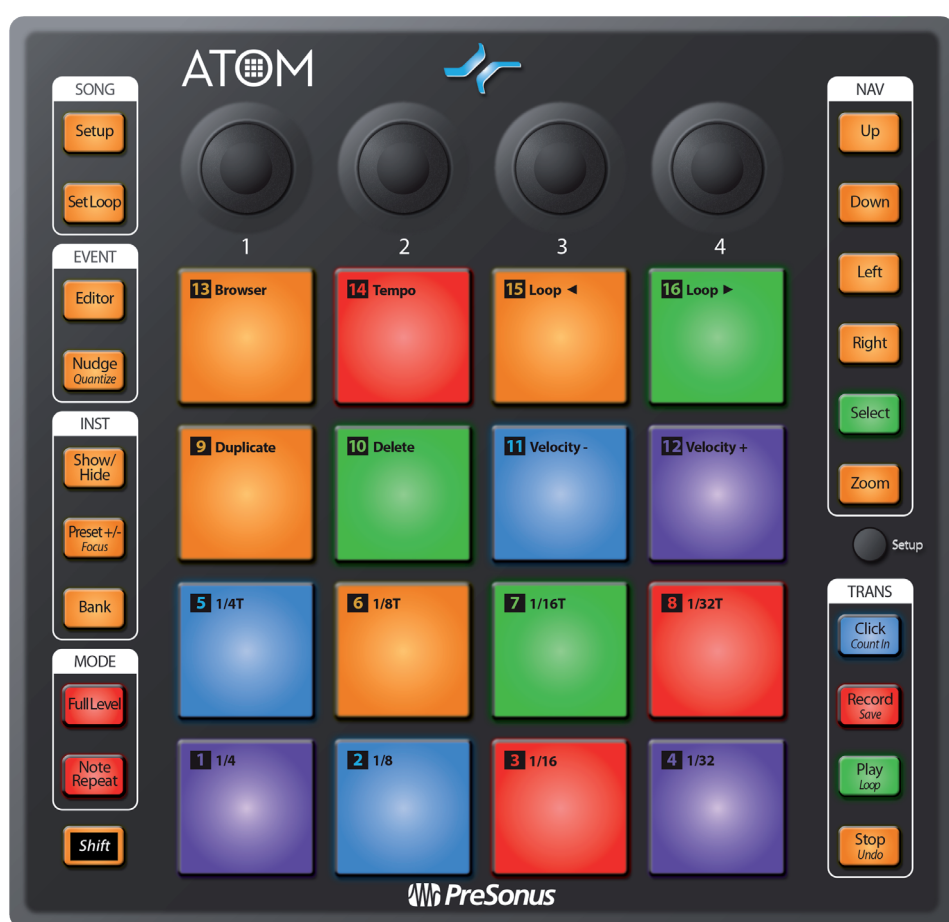 ATOM
SONG
Setup
Set Loop
EVENT
Editor
Nudge
Quantize
INST
Show/
Hide
Preset +/-
Focus
Bank
MODE
Full Level
Note
Repeat
Shift
1 2 3 4
13 Browser
14 Tempo
15 Loop ◄
16 Loop ►
9 Duplicate
10 Delete
11 Velocity -
12 Velocity +
5 1/4T
6 1/8T
7 1/16T
8 1/32T
1 1/4
2 1/8
3 1/16
4 1/32
PreSonus
NAV
Up
Down
Left
Right
Select
Zoom
Setup
TRANS
Click
Count In
Record
Save
Play
Loop
Stop
Undo